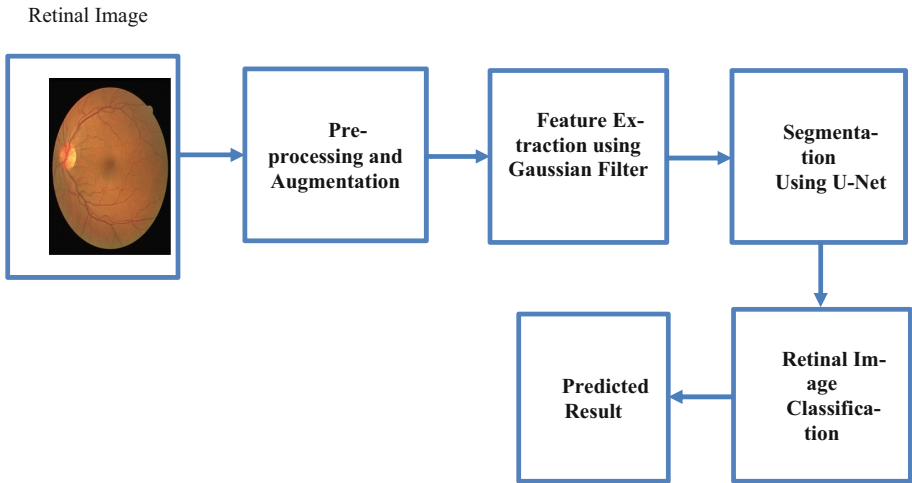 Retinal Image
Pre-
processing and
Augmentation
Feature Ex-
traction using
Gaussian Filter
Segmenta-
tion
Using U-Net
Retinal Im-
age
Classifica-
tion
Predicted
Result